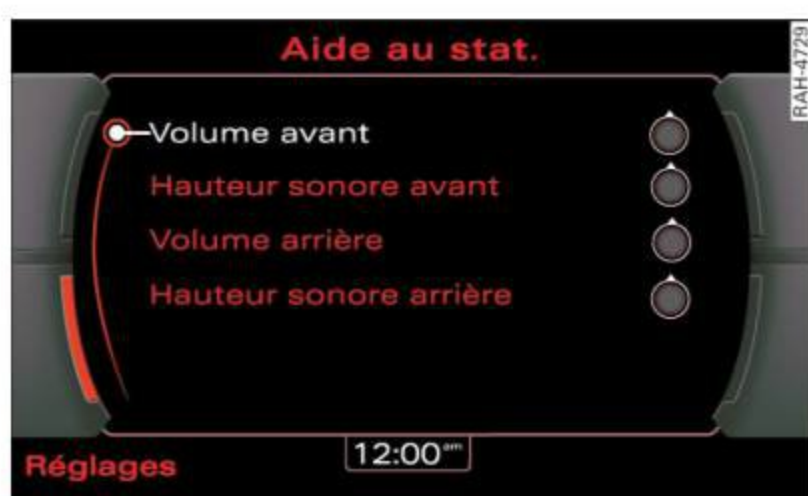 Aide au stat.
RAH-4729
Volume avant
Hauteur sonore avant
Volume arrière
Hauteur sonore arrière
12:00am
Réglages